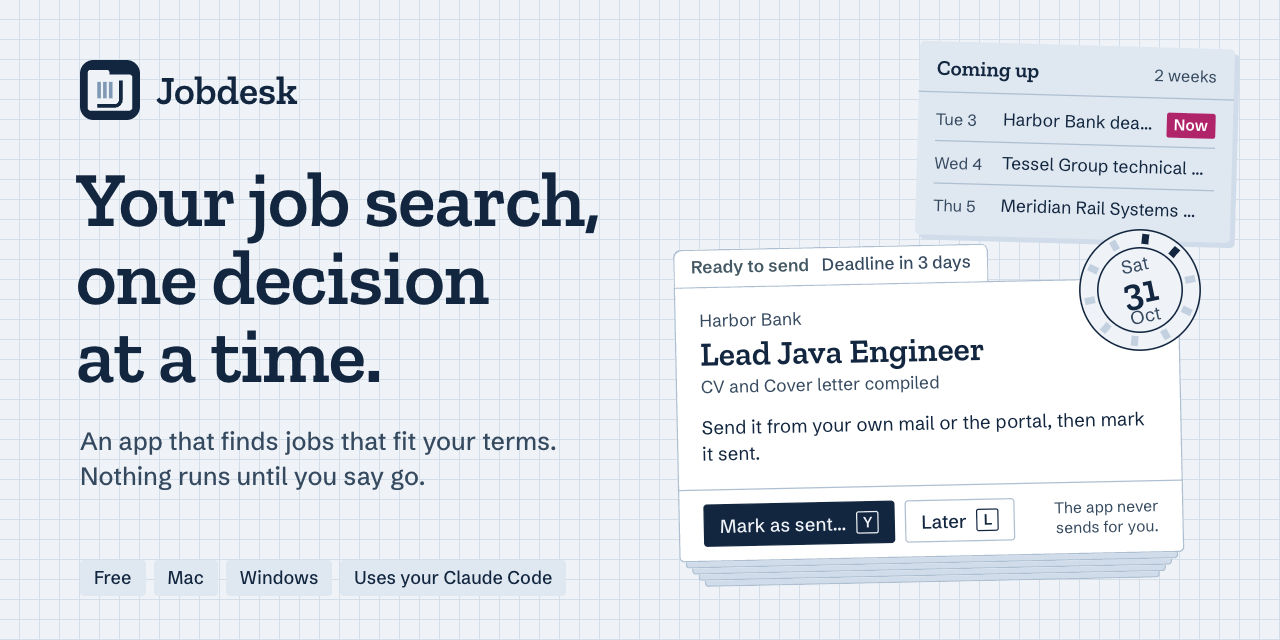 Jobdesk
Your job search,
one decision
at a time.
An app that finds jobs that fit your terms.
Nothing runs until you say go.
Free
Mac
Windows
Uses your Claude Code
Coming up
2 weeks
Tue 3 Harbor Bank dea... Now
Wed 4 Tessel Group technical ...
Thu 5 Meridian Rail Systems ...
Sat
31
Oct
Ready to send Deadline in 3 days
Harbor Bank
Lead Java Engineer
CV and Cover letter compiled
Send it from your own mail or the portal, then mark
it sent.
Mark as sent... Y
Later L
The app never
sends for you.